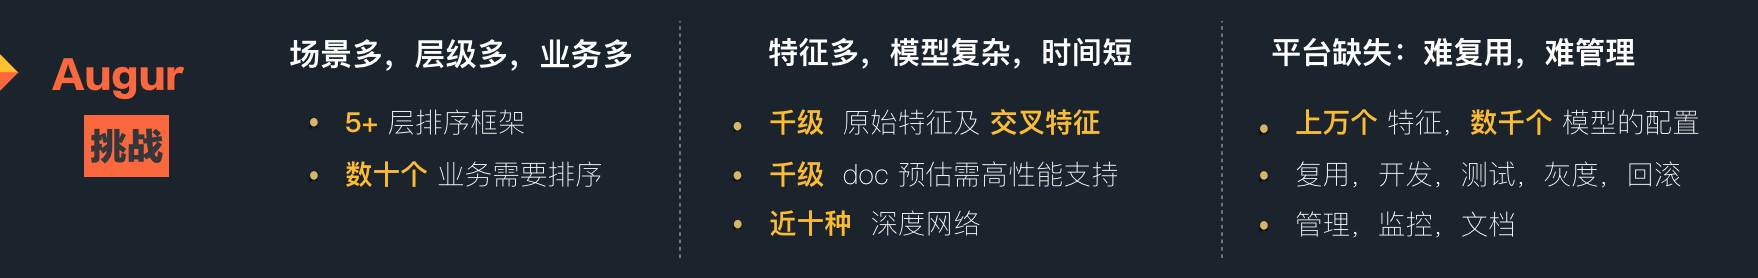 Augur
挑战
场景多，层级多，业务多
5+ 层排序框架
数十个 业务需要排序
特征多，模型复杂，时间短
千级 原始特征及 交叉特征
千级 doc 预估需高性能支持
近十种 深度网络
平台缺失：难复用，难管理
上万个 特征，数千个 模型的配置
复用，开发，测试，灰度，回滚
管理，监控，文档